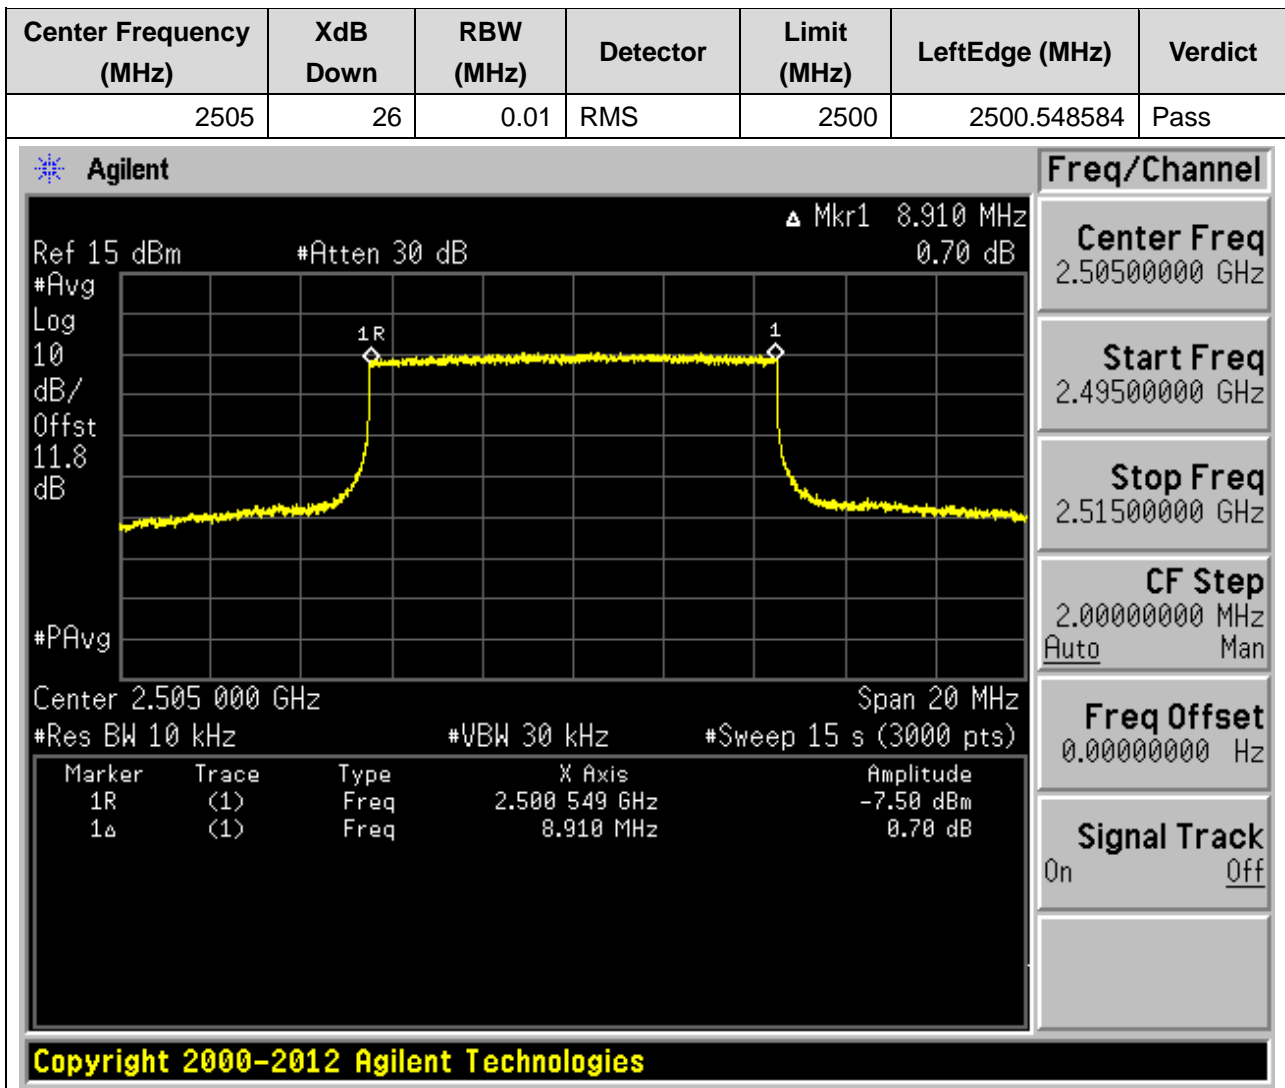 Center Frequency (MHz) XdB Down RBW (MHz) Detector Limit (MHz) LeftEdge (MHz) Verdict
2505 26 0.01 RMS 2500 2500.548584 Pass
Agilent
Freq/Channel
Δ Mkr1 8.910 MHz
Ref 15 dBm #Atten 30 dB 0.70 dB
#Avg
Log
10
dB/
Offst
11.8
dB
1R
1
#PAvg
Center 2.505 000 GHz Span 20 MHz
#Res BW 10 kHz #VBW 30 kHz #Sweep 15 s (3000 pts)
Marker Trace Type X Axis Amplitude
1R (1) Freq 2.500 549 GHz -7.50 dBm
1Δ (1) Freq 8.910 MHz 0.70 dB
Center Freq
2.50500000 GHz
Start Freq
2.49500000 GHz
Stop Freq
2.51500000 GHz
CF Step
2.00000000 MHz
Auto Man
Freq Offset
0.00000000 Hz
Signal Track
On Off
Copyright 2000-2012 Agilent Technologies